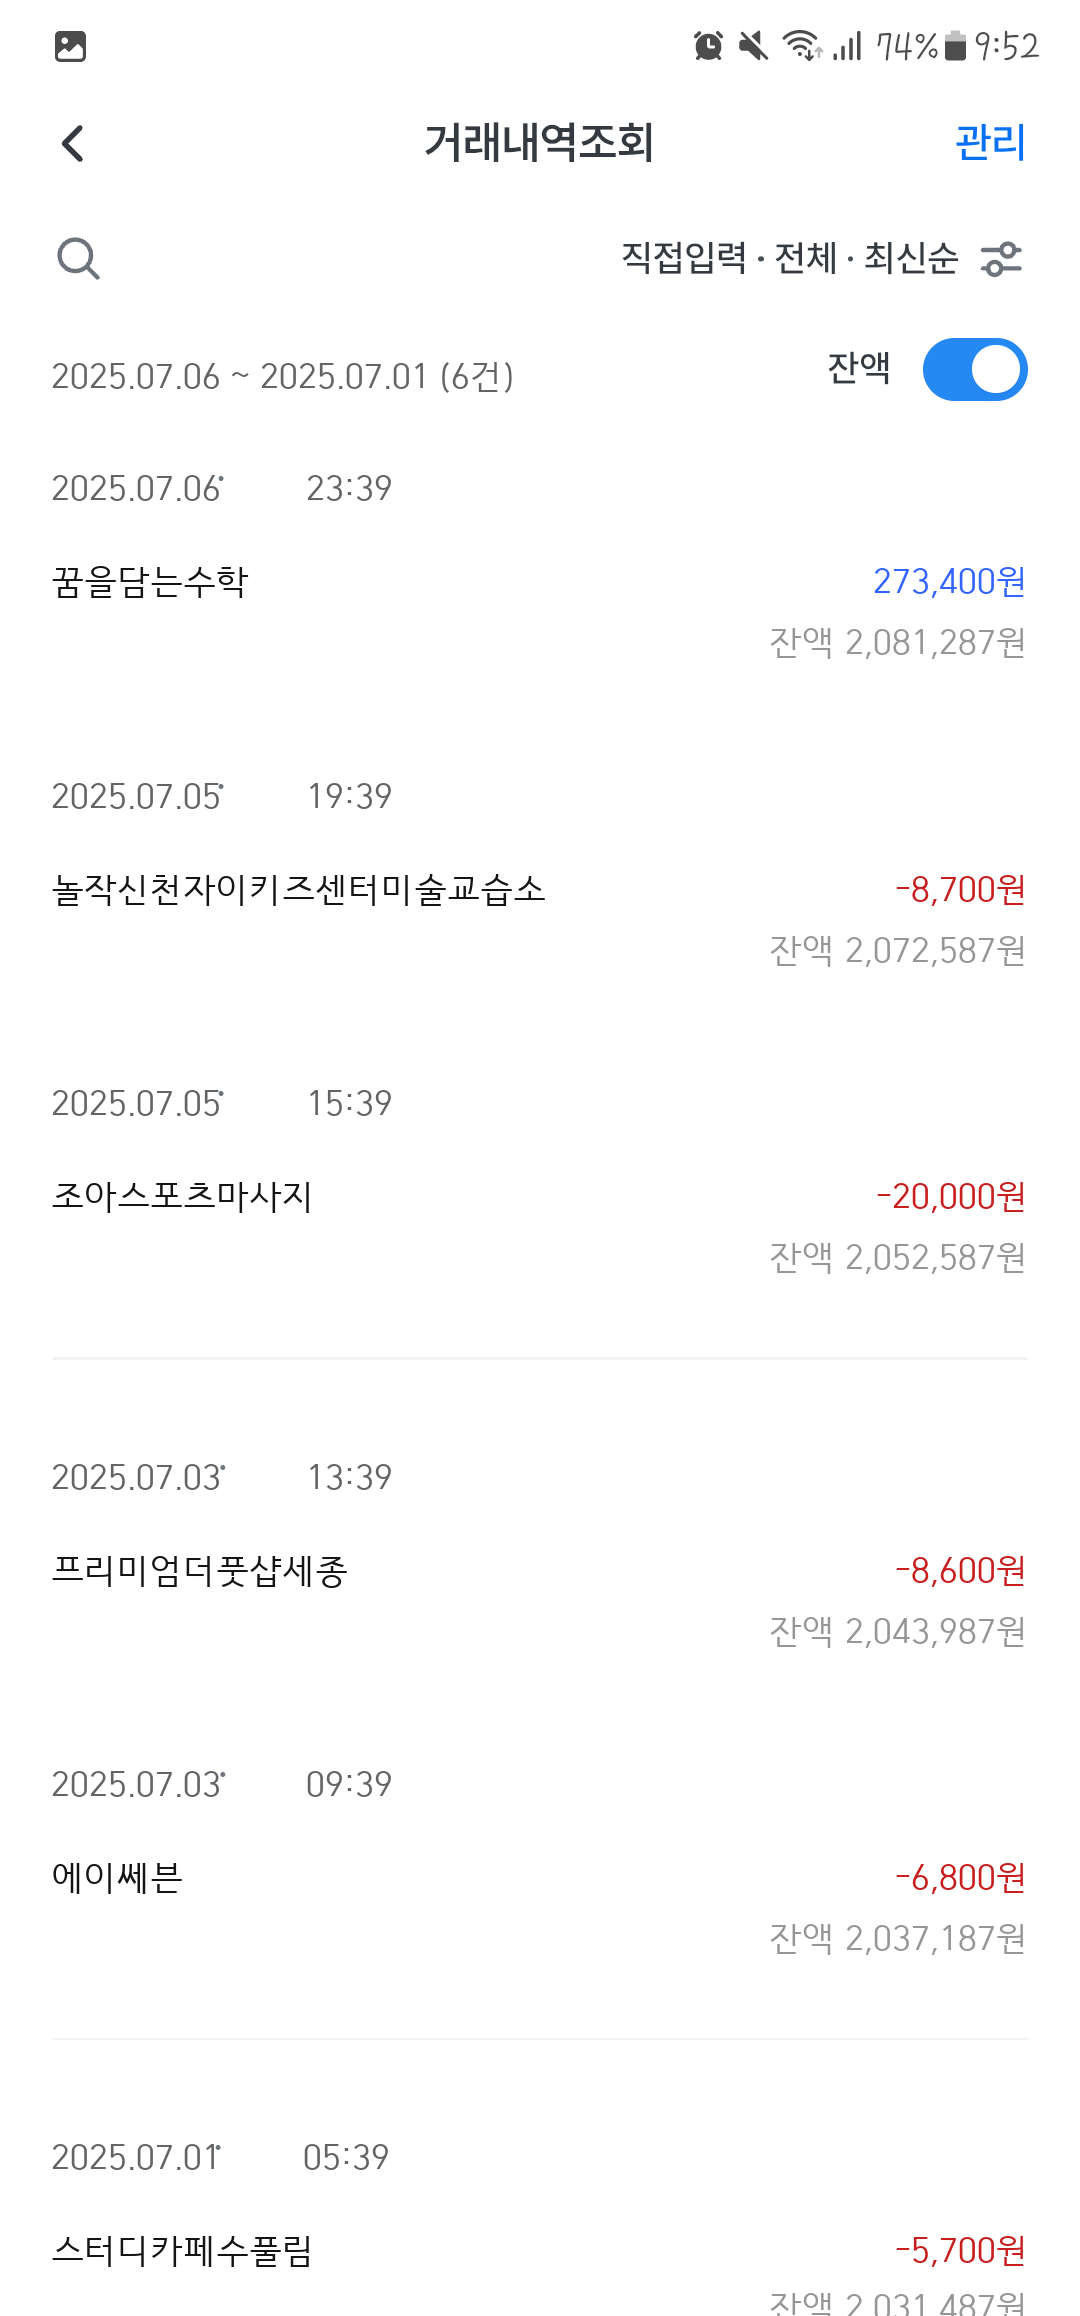 74% 9:52
거래내역조회 관리
직접입력 · 전체 · 최신순
2025.07.06 ~ 2025.07.01 (6건) 잔액
2025.07.06· 23:39
꿈을담는수학 273,400원
잔액 2,081,287원
2025.07.05· 19:39
놀작신천자이키즈센터미술교습소 -8,700원
잔액 2,072,587원
2025.07.05· 15:39
조아스포츠마사지 -20,000원
잔액 2,052,587원
2025.07.03· 13:39
프리미엄더풋샵세종 -8,600원
잔액 2,043,987원
2025.07.03· 09:39
에이쎄븐 -6,800원
잔액 2,037,187원
2025.07.01· 05:39
스터디카페수풀림 -5,700원
잔액 2,031,487원